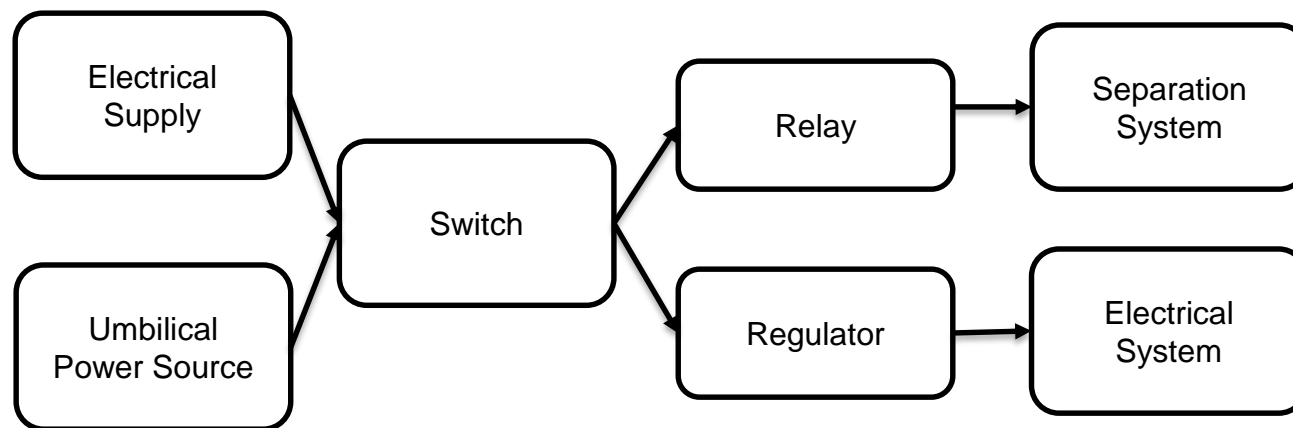 Electrical
Supply
Umbilical
Power Source
Switch
Relay
Regulator
Separation
System
Electrical
System